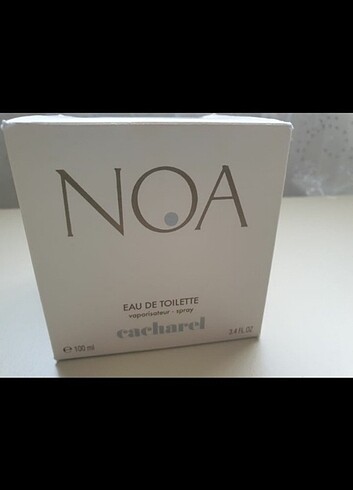 NOA
EAU DE TOILETTE
vaporisateur - spray
cacharel
℮ 100 ml 3.4 FL.OZ